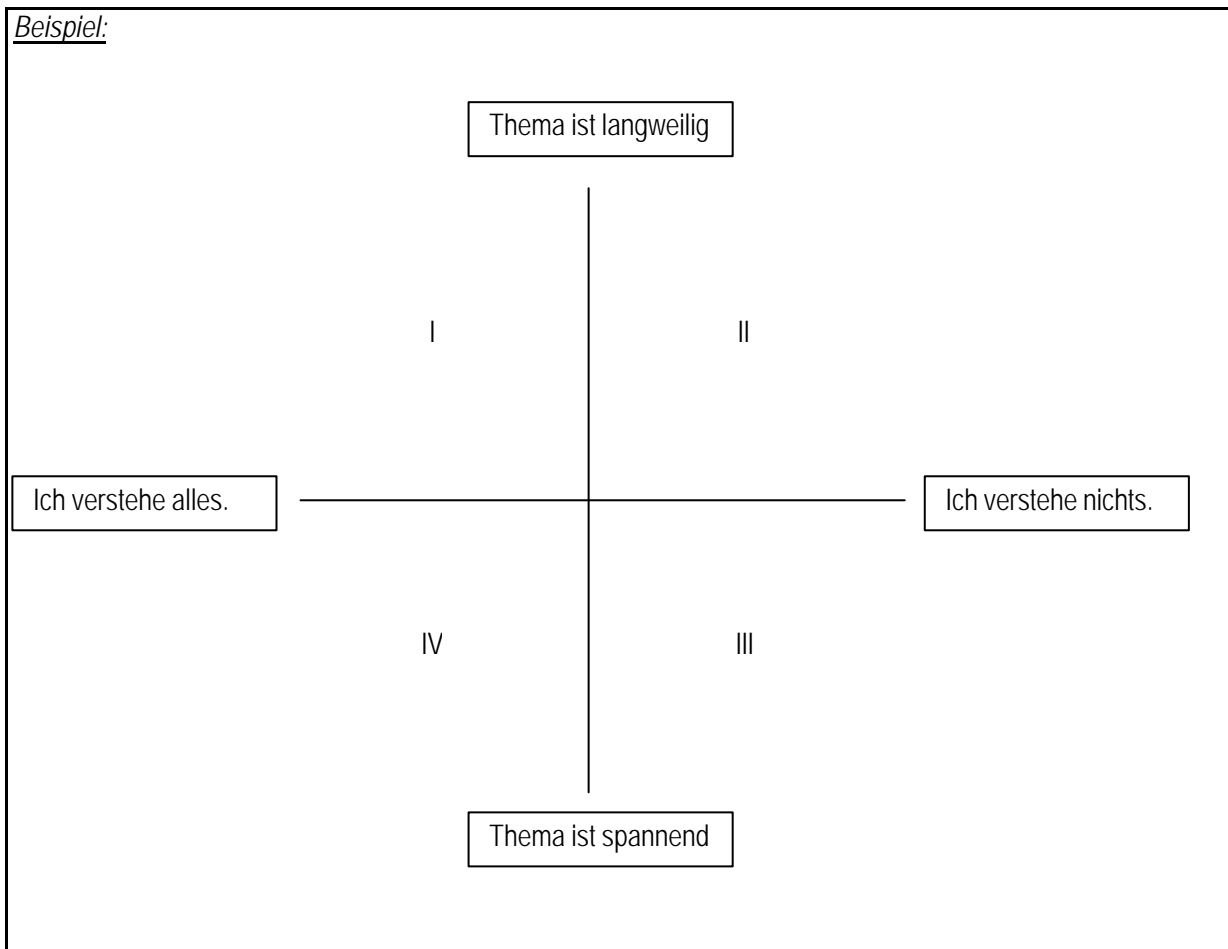 Beispiel:
Thema ist langweilig
I
II
Ich verstehe alles.
Ich verstehe nichts.
IV
III
Thema ist spannend